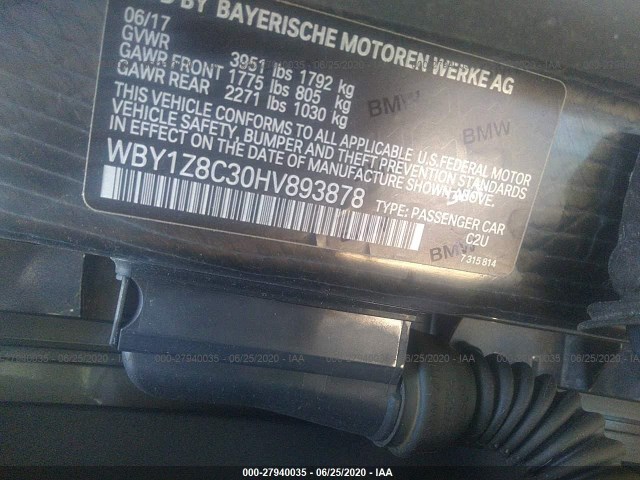 D BY BAYERISCHE MOTOREN WERKE AG
06/17
GVWR 3951 lbs 1792 kg
GAWR FRONT 1775 lbs 805 kg
GAWR REAR 2271 lbs 1030 kg
THIS VEHICLE CONFORMS TO ALL APPLICABLE U.S.FEDERAL MOTOR
VEHICLE SAFETY, BUMPER AND THEFT PREVENTION STANDARDS
IN EFFECT ON THE DATE OF MANUFACTURE SHOWN ABOVE.
WBY1Z8C30HV893878
TYPE: PASSENGER CAR
C2U
7 315 814
BMW
BMW
BMW
000-27940035 - 06/25/2020 - IAA